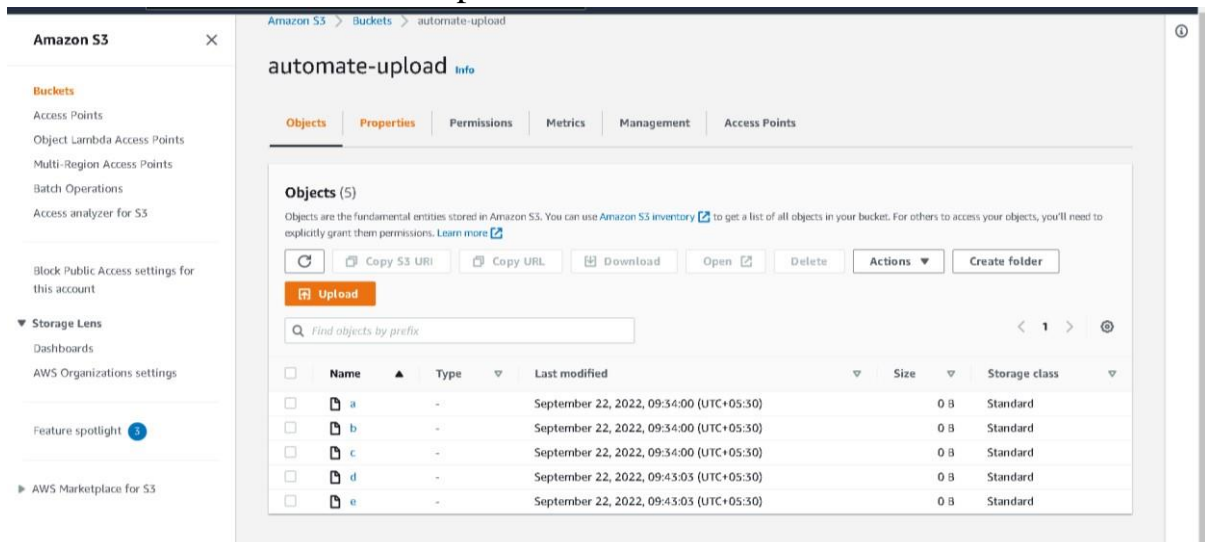 Amazon S3 > Buckets > automate-upload
Amazon S3
automate-upload Info
Buckets
Access Points
Object Lambda Access Points
Multi-Region Access Points
Batch Operations
Access analyzer for S3
Block Public Access settings for
this account
Storage Lens
Dashboards
AWS Organizations settings
Feature spotlight 3
AWS Marketplace for S3
Objects Properties Permissions Metrics Management Access Points
Objects (5)
Objects are the fundamental entities stored in Amazon S3. You can use Amazon S3 inventory to get a list of all objects in your bucket. For others to access your objects, you'll need to
explicitly grant them permissions. Learn more
Copy S3 URI Copy URL Download Open Delete Actions Create folder
Upload
Find objects by prefix
< 1 >
Name Type Last modified Size Storage class
a - September 22, 2022, 09:34:00 (UTC+05:30) 0 B Standard
b - September 22, 2022, 09:34:00 (UTC+05:30) 0 B Standard
c - September 22, 2022, 09:34:00 (UTC+05:30) 0 B Standard
d - September 22, 2022, 09:43:03 (UTC+05:30) 0 B Standard
e - September 22, 2022, 09:43:03 (UTC+05:30) 0 B Standard